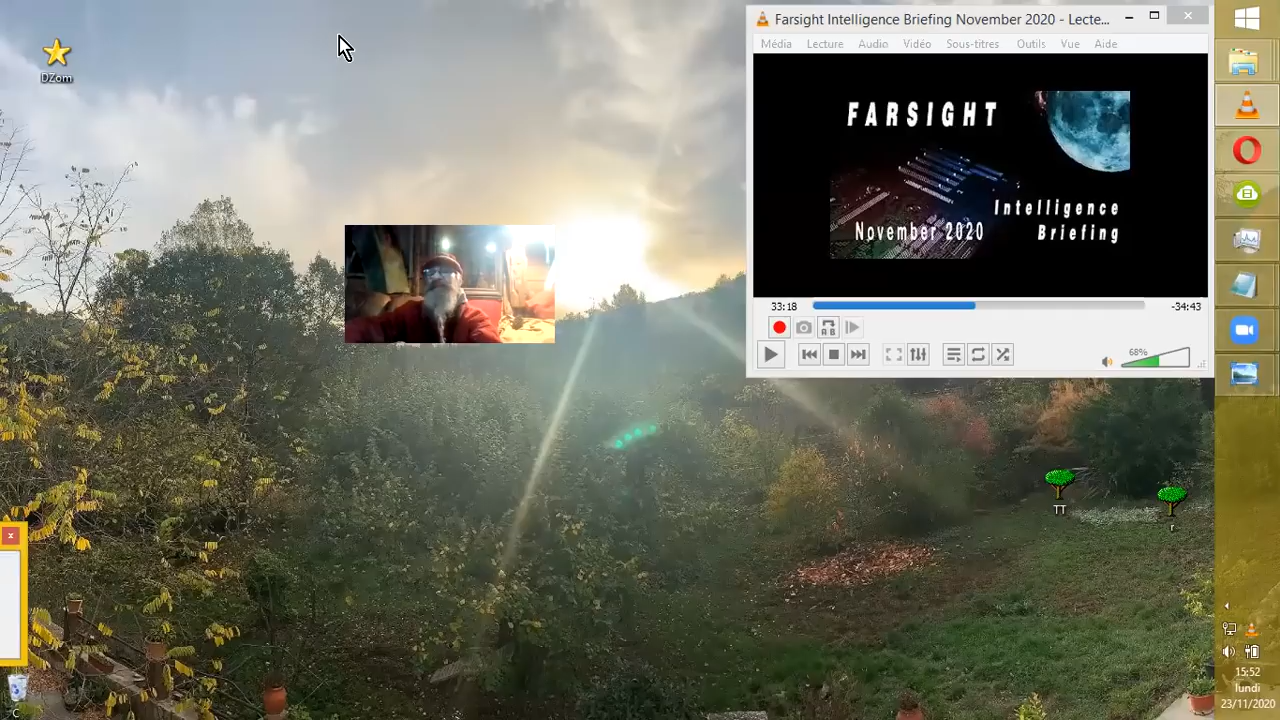 DZom
Farsight Intelligence Briefing November 2020 - Lecte...
Média Lecture Audio Vidéo Sous-titres Outils Vue Aide
FARSIGHT
Intelligence
Briefing
November 2020
33:18
-34:43
68%
TT
r
x
C
15:52
lundi
23/11/2020